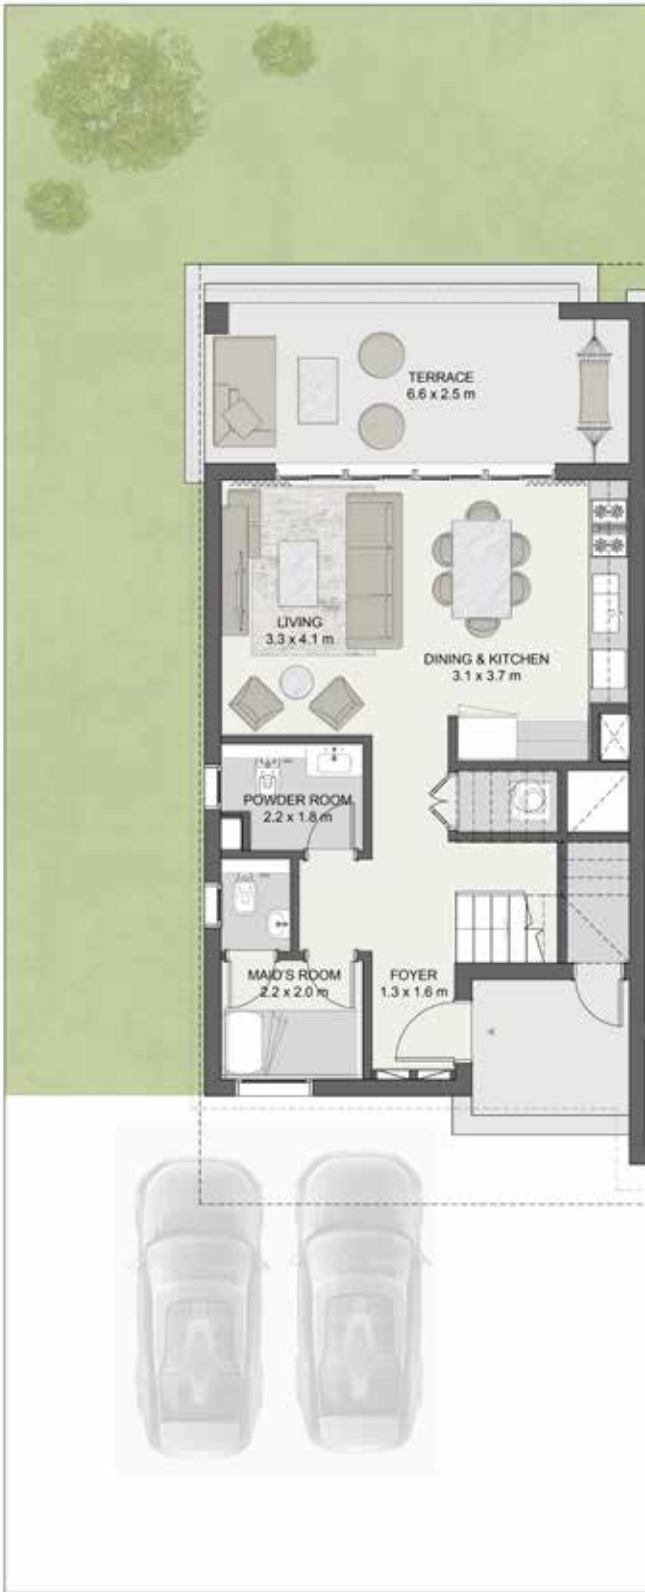 TERRACE
6.6 x 2.5 m
LIVING
3.3 x 4.1 m
DINING & KITCHEN
3.1 x 3.7 m
POWDER ROOM
2.2 x 1.8 m
MAID'S ROOM
2.2 x 2.0 m
FOYER
1.3 x 1.6 m